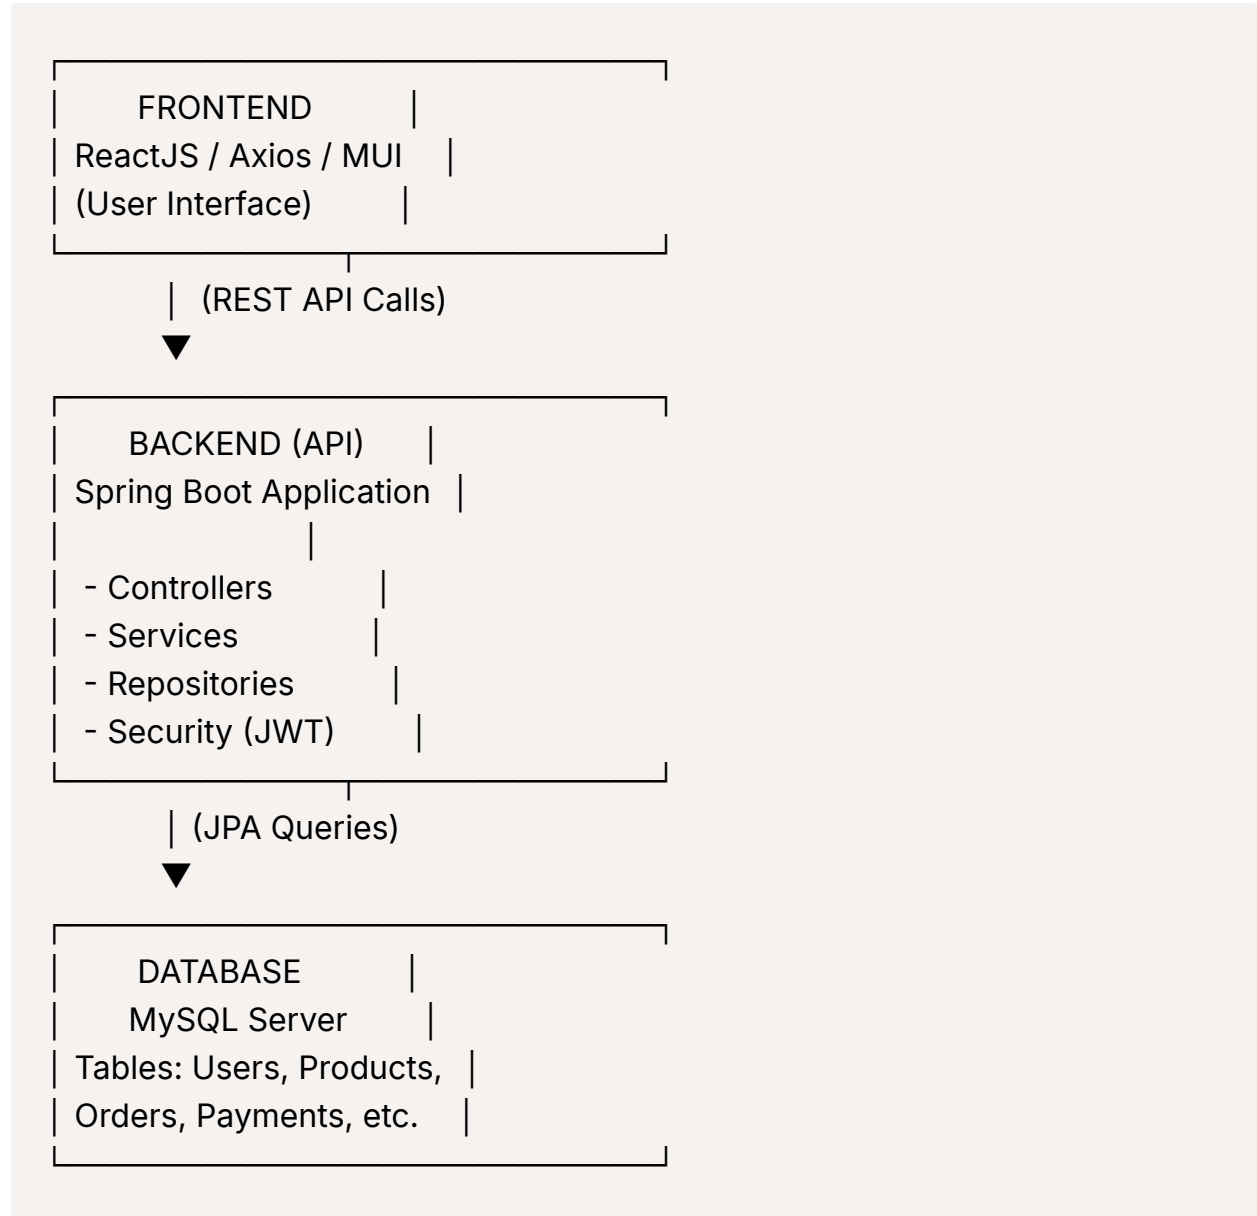 FRONTEND
ReactJS / Axios / MUI
(User Interface)
(REST API Calls)
BACKEND (API)
Spring Boot Application
- Controllers
- Services
- Repositories
- Security (JWT)
(JPA Queries)
DATABASE
MySQL Server
Tables: Users, Products,
Orders, Payments, etc.